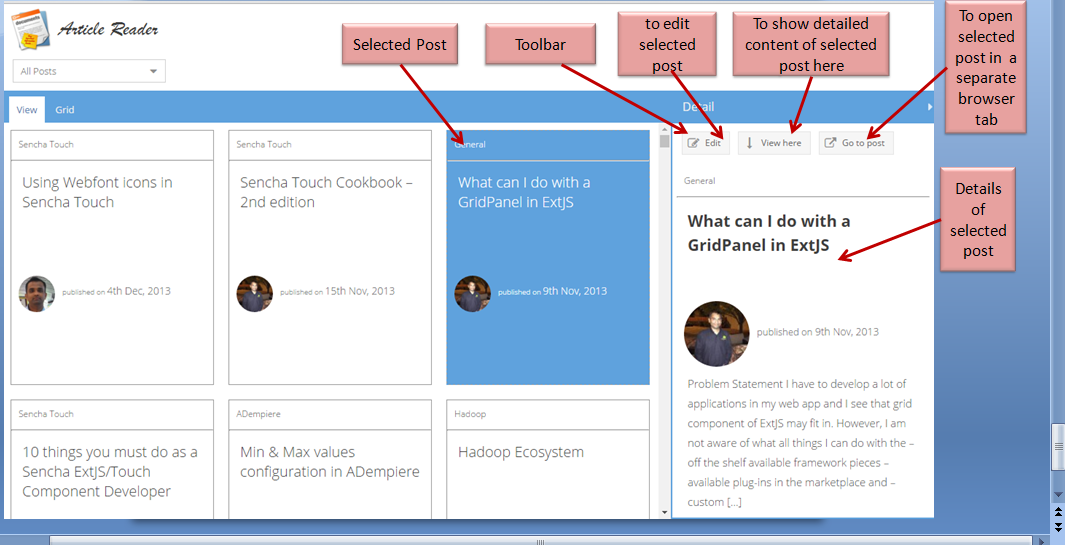 documents
Article Reader
All Posts
Selected Post
Toolbar
to edit
selected
post
To show detailed
content of selected
post here
To open
selected
post in a
separate
browser
tab
View
Grid
Detail
Edit
View here
Go to post
Sencha Touch
Using Webfont icons in
Sencha Touch
published on 4th Dec, 2013
Sencha Touch
Sencha Touch Cookbook –
2nd edition
published on 15th Nov, 2013
General
What can I do with a
GridPanel in ExtJS
published on 9th Nov, 2013
General
What can I do with a
GridPanel in ExtJS
published on 9th Nov, 2013
Problem Statement I have to develop a lot of
applications in my web app and I see that grid
component of ExtJS may fit in. However, I am
not aware of what all things I can do with the –
off the shelf available framework pieces –
available plug-ins in the marketplace and –
custom [...]
Details
of
selected
post
Sencha Touch
10 things you must do as a
Sencha ExtJS/Touch
Component Developer
ADempiere
Min & Max values
configuration in ADempiere
Hadoop
Hadoop Ecosystem